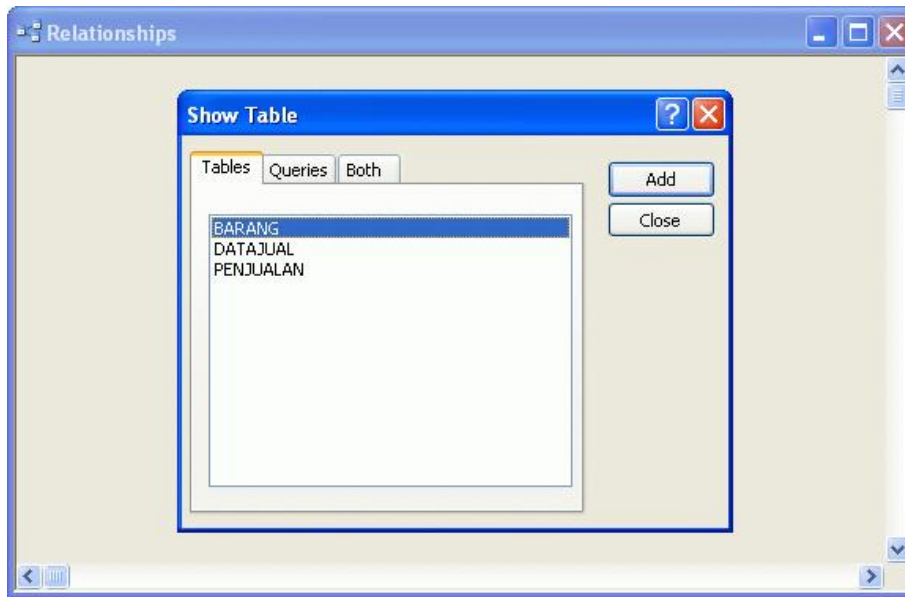 Relationships
Show Table
Tables Queries Both
Add
Close
BARANG
DATAJUAL
PENJUALAN